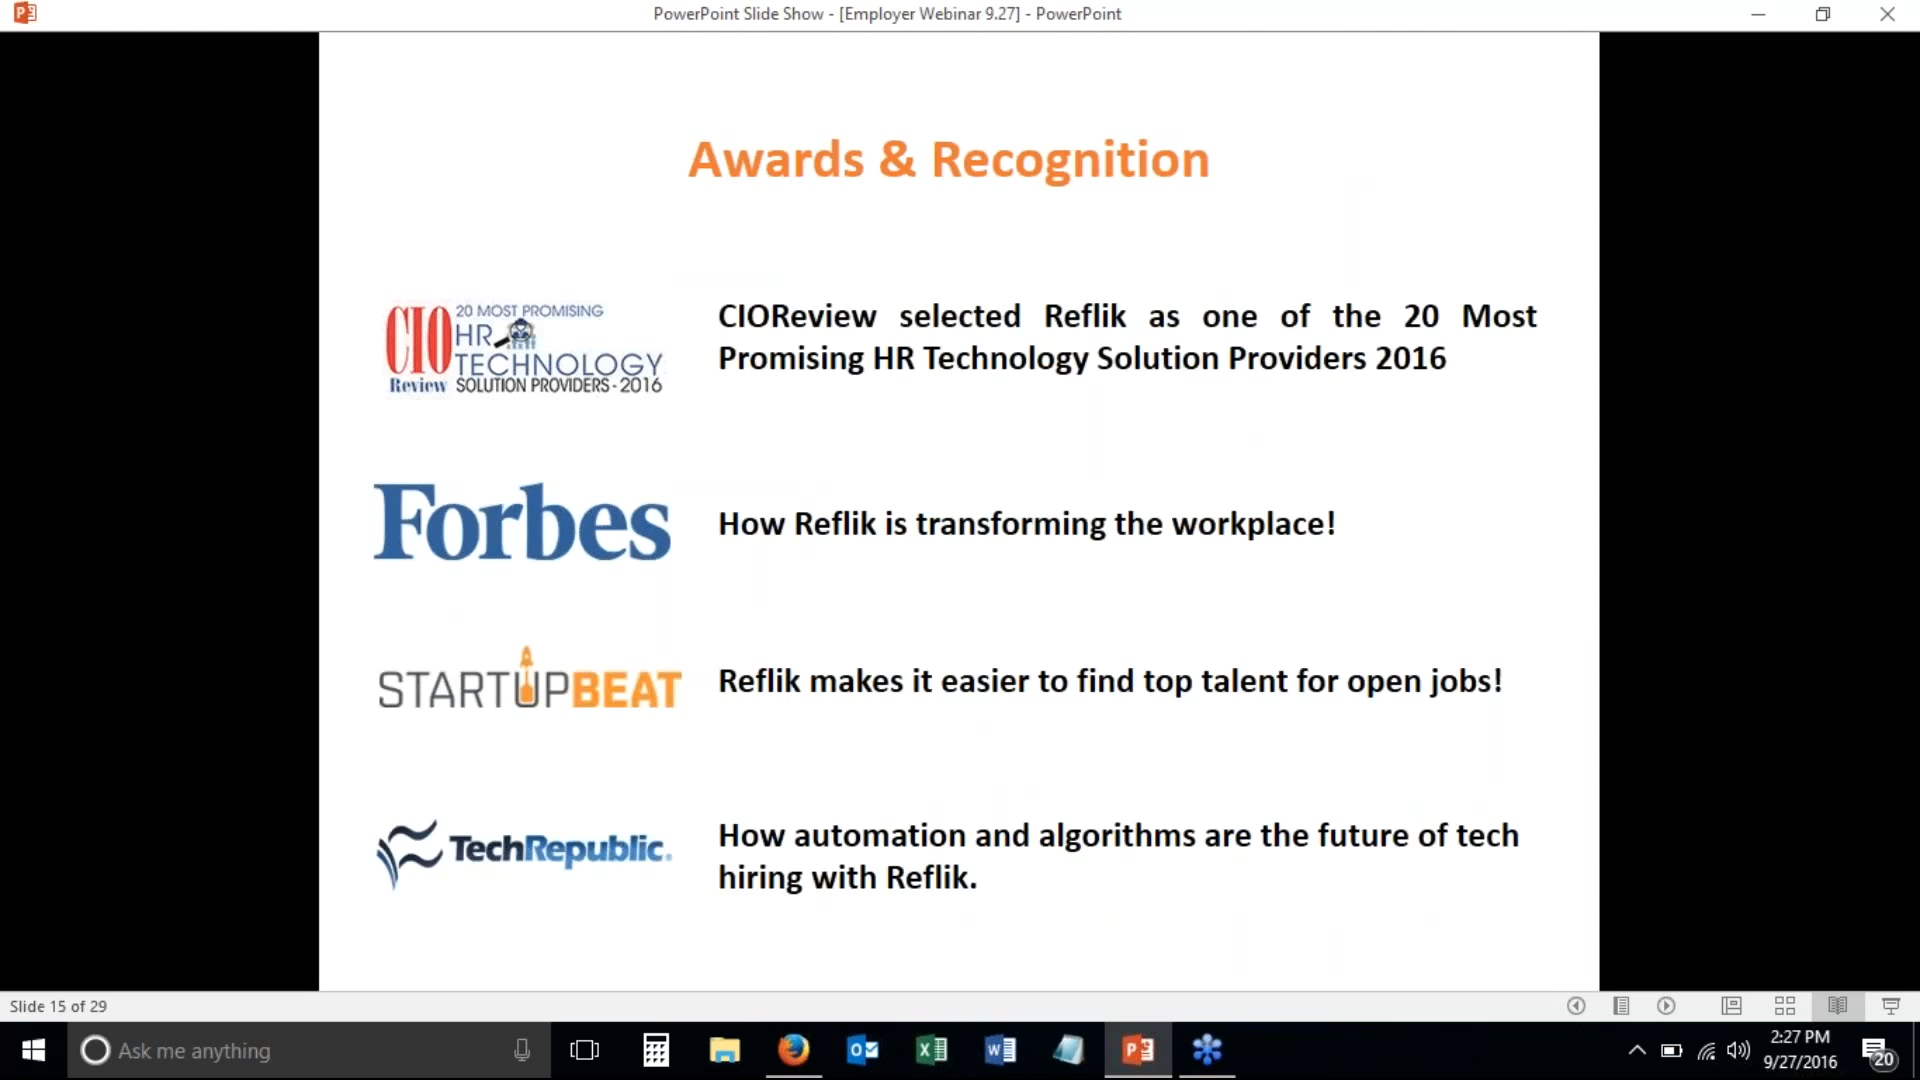 PowerPoint Slide Show - [Employer Webinar 9.27] - PowerPoint
Awards & Recognition
CIO Review
20 MOST PROMISING
HR
TECHNOLOGY
SOLUTION PROVIDERS - 2016
CIOReview selected Reflik as one of the 20 Most
Promising HR Technology Solution Providers 2016
Forbes
How Reflik is transforming the workplace!
STARTUPBEAT
Reflik makes it easier to find top talent for open jobs!
TechRepublic.
How automation and algorithms are the future of tech
hiring with Reflik.
Slide 15 of 29
Ask me anything
2:27 PM
9/27/2016
20